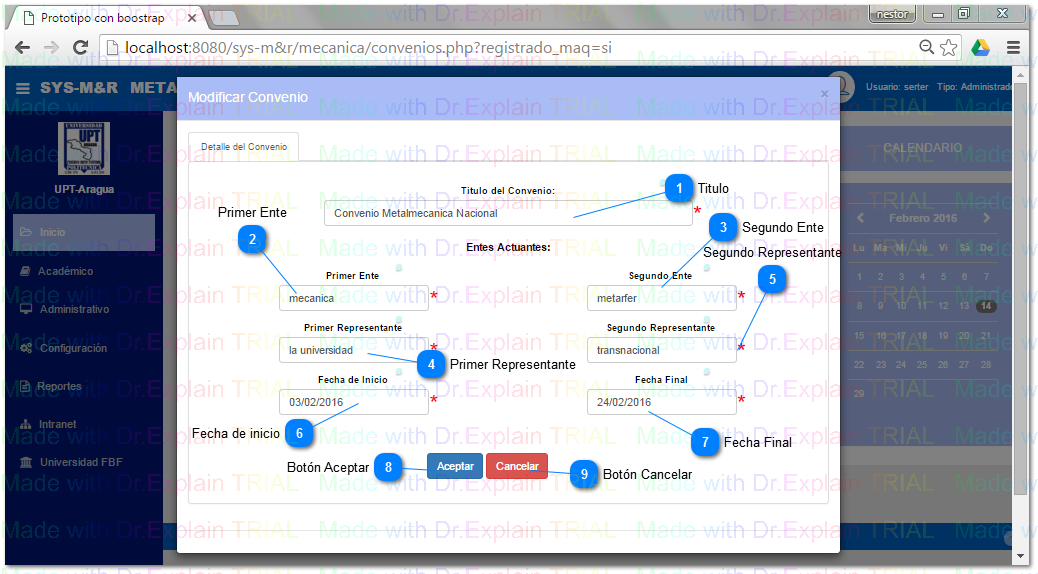 Prototipo con boostrap
nestor
localhost:8080/sys-m&r/mecanica/convenios.php?registrado_maq=si
SYS-M&R META
Usuario: serter Tipo: Administrado
Modificar Convenio
×
UNIVERSIDAD
UPT
POLITECNICA
UPT-Aragua
Inicio
Académico
Administrativo
Configuración
Reportes
Intranet
Universidad FBF
Detalle del Convenio
Titulo del Convenio:
1 Titulo
Convenio Metalmecanica Nacional *
Primer Ente
2
3 Segundo Ente
Entes Actuantes:
Segundo Representante
5
Primer Ente
Segundo Ente
mecanica *
metarfer *
Primer Representante
Segundo Representante
la universidad *
transnacional *
4 Primer Representante
Fecha de Inicio
Fecha Final
03/02/2016 *
24/02/2016 *
Fecha de inicio 6
7 Fecha Final
Botón Aceptar 8
Aceptar
Cancelar
9 Botón Cancelar
CALENDARIO
Febrero 2016
Lu Ma Mi Ju Vi Sá Do
1 2 3 4 5 6 7
8 9 10 11 12 13 14
15 16 17 18 19 20 21
22 23 24 25 26 27 28
29
Made with Dr.Explain TRIAL